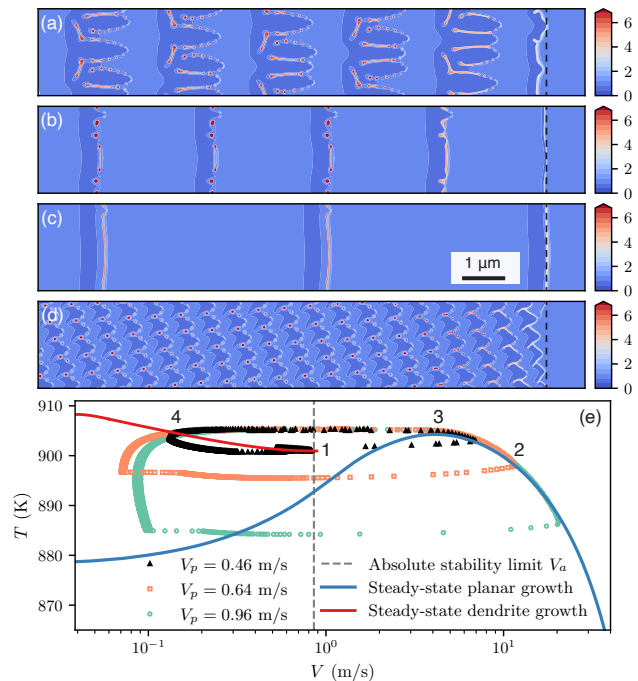 (a)
6
4
2
0
(b)
6
4
2
0
(c)
1 μm
6
4
2
0
(d)
6
4
2
0
910
4
3
(e)
1
2
900
890
880
870
T (K)
V_p = 0.46 m/s
V_p = 0.64 m/s
V_p = 0.96 m/s
Absolute stability limit V_a
Steady-state planar growth
Steady-state dendrite growth
10^{-1} 10^0 10^1
V (m/s)